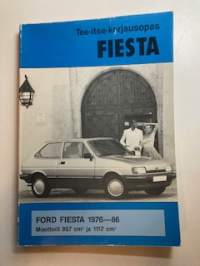 Tee-itse-korjausopas
FIESTA
FORD FIESTA 1976—86
Moottorit 957 cm³ ja 1117 cm³